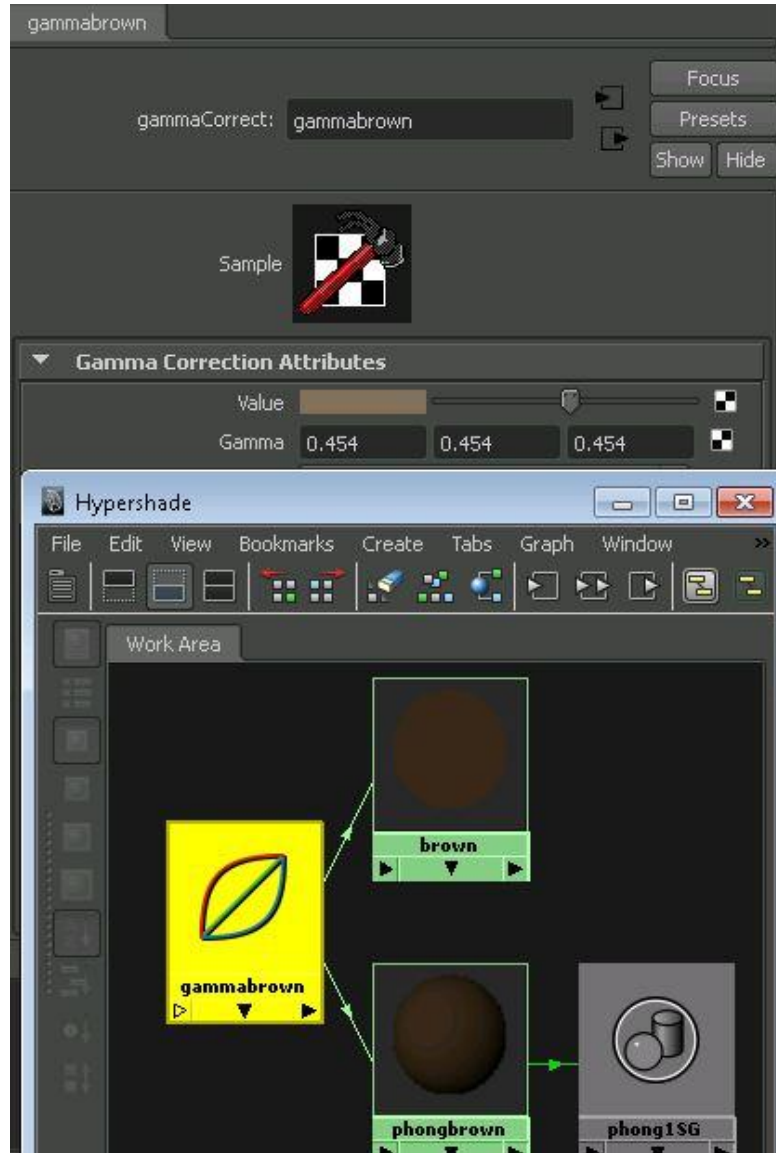 gammabrown
Focus
gammaCorrect: gammabrown
Presets
Show Hide
Sample
Gamma Correction Attributes
Value
Gamma 0.454 0.454 0.454
Hypershade
File Edit View Bookmarks Create Tabs Graph Window »
Work Area
brown
gammabrown
phongbrown phong1SG